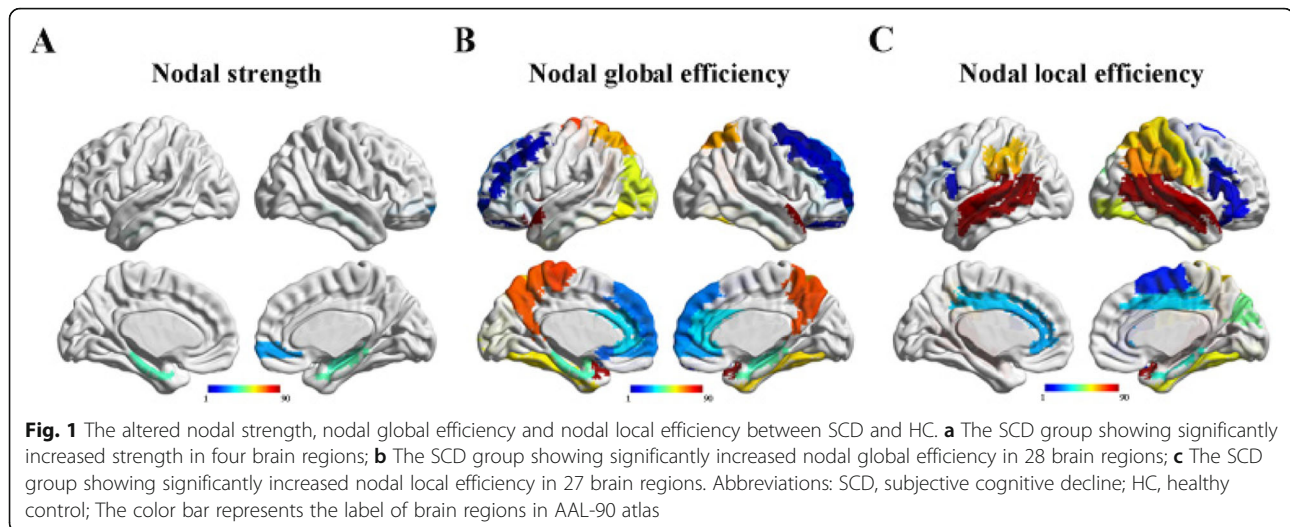 A
B
C
Nodal strength
Nodal global efficiency
Nodal local efficiency
1 90
1 90
1 90
Fig. 1 The altered nodal strength, nodal global efficiency and nodal local efficiency between SCD and HC. a The SCD group showing significantly
increased strength in four brain regions; b The SCD group showing significantly increased nodal global efficiency in 28 brain regions; c The SCD
group showing significantly increased nodal local efficiency in 27 brain regions. Abbreviations: SCD, subjective cognitive decline; HC, healthy
control; The color bar represents the label of brain regions in AAL-90 atlas